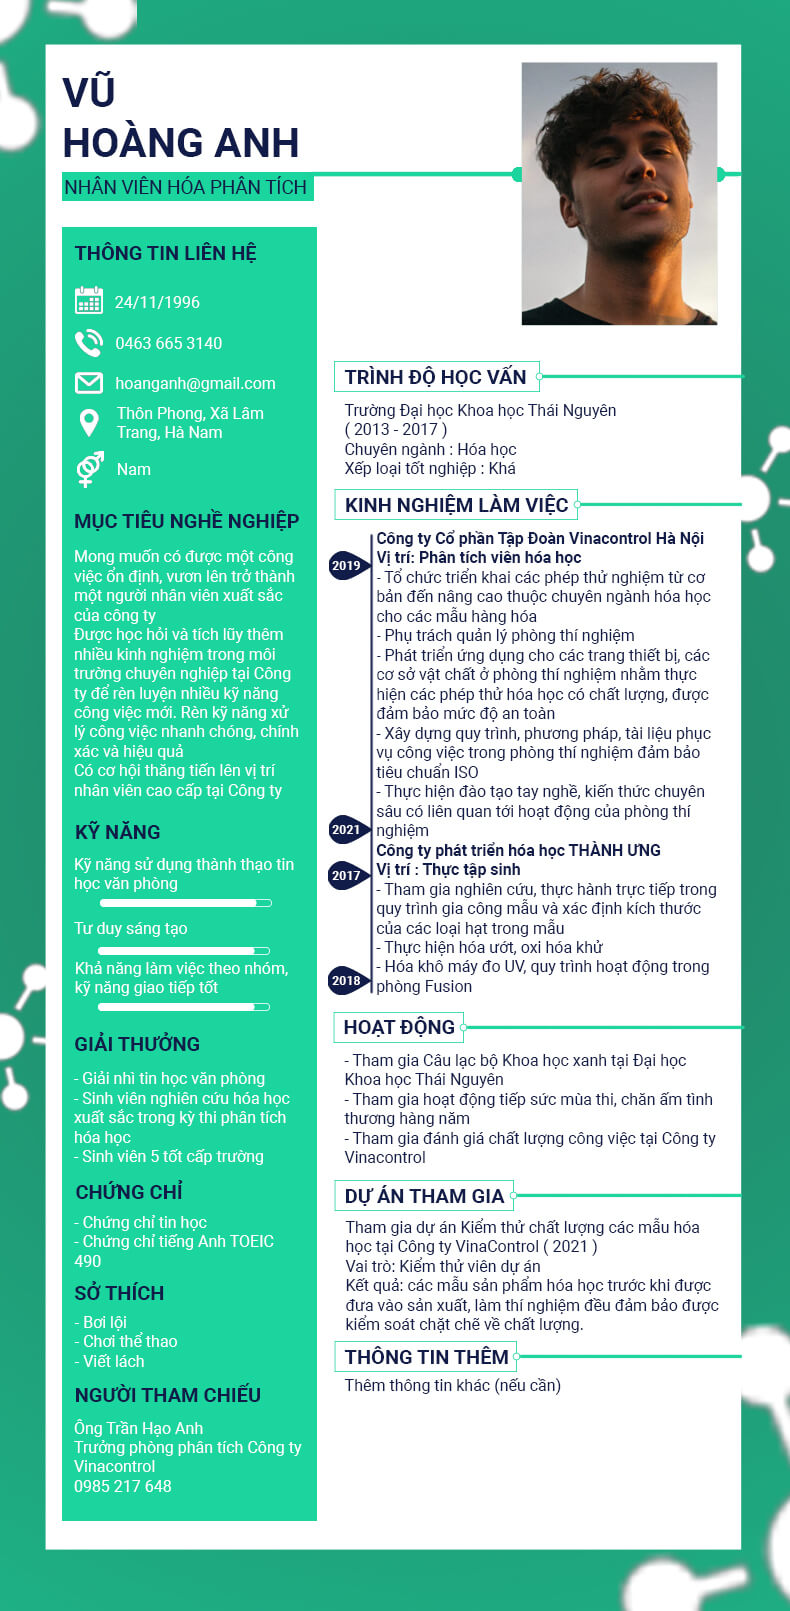 VŨ
HOÀNG ANH
NHÂN VIÊN HÓA PHÂN TÍCH
THÔNG TIN LIÊN HỆ
24/11/1996
0463 665 3140
hoanganh@gmail.com
Thôn Phong, Xã Lâm
Trang, Hà Nam
Nam
MỤC TIÊU NGHỀ NGHIỆP
Mong muốn có được một công
việc ổn định, vươn lên trở thành
một người nhân viên xuất sắc
của công ty
Được học hỏi và tích lũy thêm
nhiều kinh nghiệm trong môi
trường chuyên nghiệp tại Công
ty để rèn luyện nhiều kỹ năng
công việc mới. Rèn kỹ năng xử
lý công việc nhanh chóng, chính
xác và hiệu quả
Có cơ hội thăng tiến lên vị trí
nhân viên cao cấp tại Công ty
KỸ NĂNG
Kỹ năng sử dụng thành thạo tin
học văn phòng
Tư duy sáng tạo
Khả năng làm việc theo nhóm,
kỹ năng giao tiếp tốt
GIẢI THƯỞNG
- Giải nhì tin học văn phòng
- Sinh viên nghiên cứu hóa học
xuất sắc trong kỳ thi phân tích
hóa học
- Sinh viên 5 tốt cấp trường
CHỨNG CHỈ
- Chứng chỉ tin học
- Chứng chỉ tiếng Anh TOEIC
490
SỞ THÍCH
- Bơi lội
- Chơi thể thao
- Viết lách
NGƯỜI THAM CHIẾU
Ông Trần Hạo Anh
Trưởng phòng phân tích Công ty
Vinacontrol
0985 217 648
TRÌNH ĐỘ HỌC VẤN
Trường Đại học Khoa học Thái Nguyên
( 2013 - 2017 )
Chuyên ngành : Hóa học
Xếp loại tốt nghiệp : Khá
KINH NGHIỆM LÀM VIỆC
Công ty Cổ phần Tập Đoàn Vinacontrol Hà Nội
Vị trí: Phân tích viên hóa học
2019
- Tổ chức triển khai các phép thử nghiệm từ cơ
bản đến nâng cao thuộc chuyên ngành hóa học
cho các mẫu hàng hóa
- Phụ trách quản lý phòng thí nghiệm
- Phát triển ứng dụng cho các trang thiết bị, các
cơ sở vật chất ở phòng thí nghiệm nhằm thực
hiện các phép thử hóa học có chất lượng, được
đảm bảo mức độ an toàn
- Xây dựng quy trình, phương pháp, tài liệu phục
vụ công việc trong phòng thí nghiệm đảm bảo
tiêu chuẩn ISO
- Thực hiện đào tạo tay nghề, kiến thức chuyên
sâu có liên quan tới hoạt động của phòng thí
nghiệm
2021
Công ty phát triển hóa học THÀNH ƯNG
Vị trí : Thực tập sinh
2017
- Tham gia nghiên cứu, thực hành trực tiếp trong
quy trình gia công mẫu và xác định kích thước
của các loại hạt trong mẫu
- Thực hiện hóa ướt, oxi hóa khử
- Hóa khô máy đo UV, quy trình hoạt động trong
phòng Fusion
2018
HOẠT ĐỘNG
- Tham gia Câu lạc bộ Khoa học xanh tại Đại học
Khoa học Thái Nguyên
- Tham gia hoạt động tiếp sức mùa thi, chăn ấm tình
thương hàng năm
- Tham gia đánh giá chất lượng công việc tại Công ty
Vinacontrol
DỰ ÁN THAM GIA
Tham gia dự án Kiểm thử chất lượng các mẫu hóa
học tại Công ty VinaControl ( 2021 )
Vai trò: Kiểm thử viên dự án
Kết quả: các mẫu sản phẩm hóa học trước khi được
đưa vào sản xuất, làm thí nghiệm đều đảm bảo được
kiểm soát chặt chẽ về chất lượng.
THÔNG TIN THÊM
Thêm thông tin khác (nếu cần)